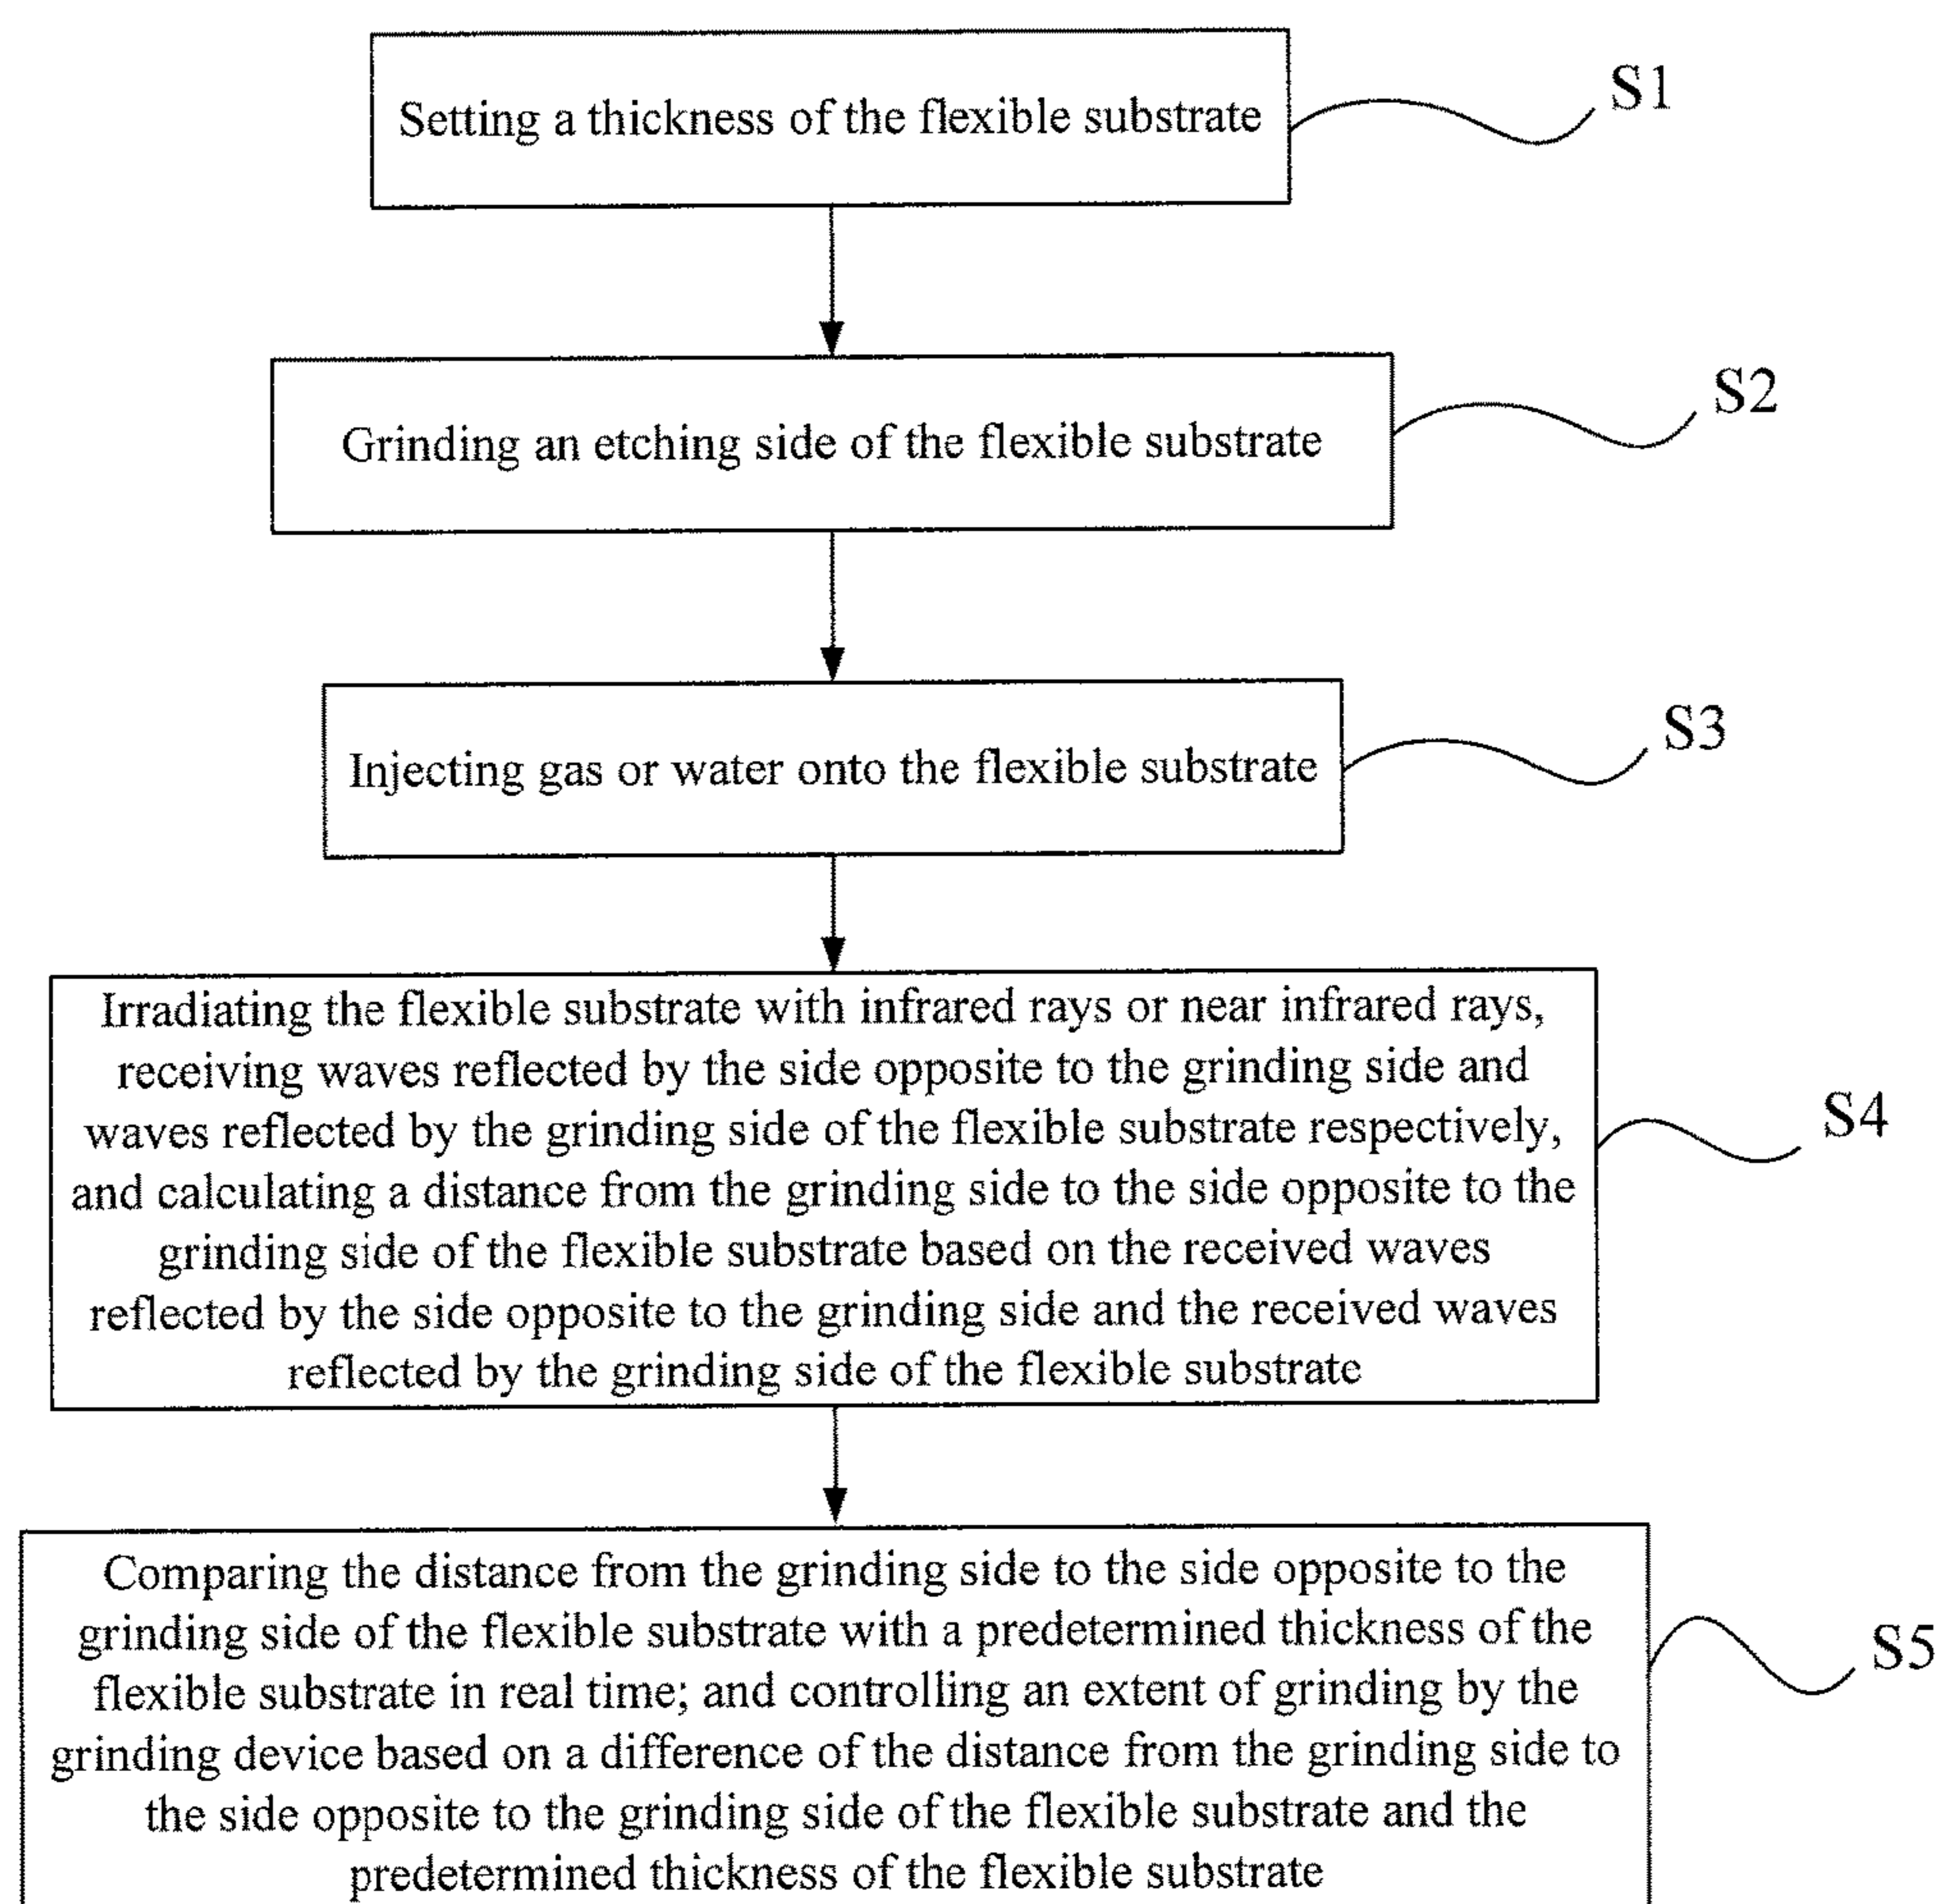 Setting a thickness of the flexible substrate
S1
Grinding an etching side of the flexible substrate
S2
Injecting gas or water onto the flexible substrate
S3
Irradiating the flexible substrate with infrared rays or near infrared rays,
receiving waves reflected by the side opposite to the grinding side and
waves reflected by the grinding side of the flexible substrate respectively,
and calculating a distance from the grinding side to the side opposite to the
grinding side of the flexible substrate based on the received waves
reflected by the side opposite to the grinding side and the received waves
reflected by the grinding side of the flexible substrate
S4
Comparing the distance from the grinding side to the side opposite to the
grinding side of the flexible substrate with a predetermined thickness of the
flexible substrate in real time; and controlling an extent of grinding by the
grinding device based on a difference of the distance from the grinding side to
the side opposite to the grinding side of the flexible substrate and the
predetermined thickness of the flexible substrate
S5